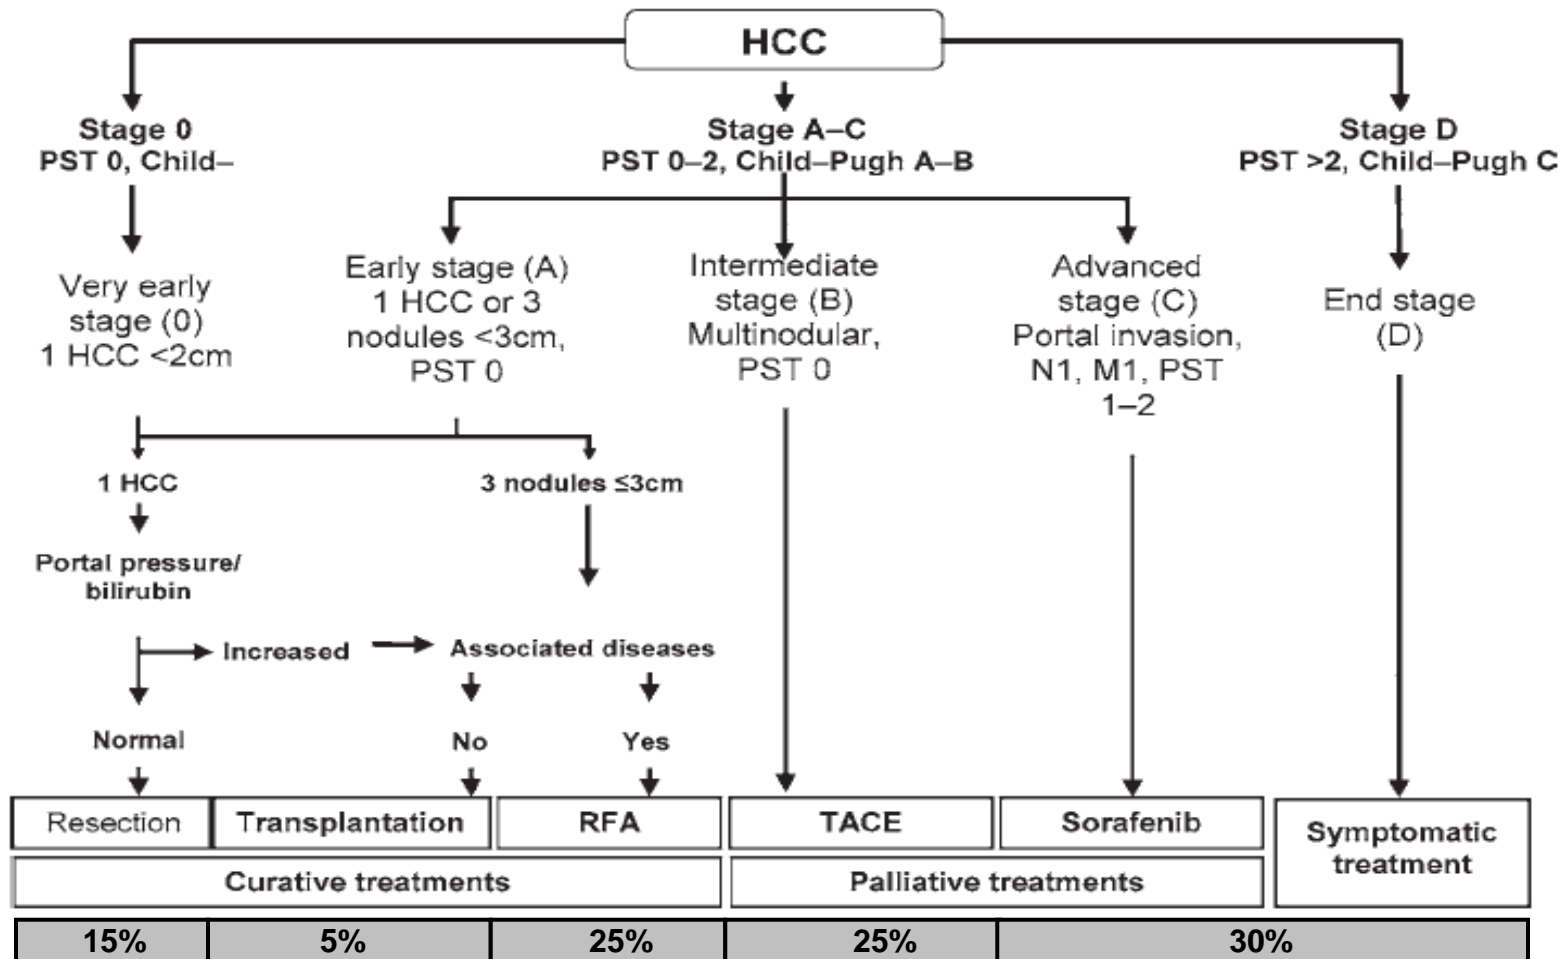 HCC
Stage 0
PST 0, Child–
Stage A–C
PST 0–2, Child–Pugh A–B
Stage D
PST >2, Child–Pugh C
Very early
stage (0)
1 HCC <2cm
Early stage (A)
1 HCC or 3
nodules <3cm,
PST 0
Intermediate
stage (B)
Multinodular,
PST 0
Advanced
stage (C)
Portal invasion,
N1, M1, PST
1–2
End stage
(D)
1 HCC
3 nodules ≤3cm
Portal pressure/
bilirubin
Increased
Associated diseases
Normal
No
Yes
Resection
Transplantation
RFA
TACE
Sorafenib
Symptomatic
treatment
Curative treatments
Palliative treatments
15%
5%
25%
25%
30%